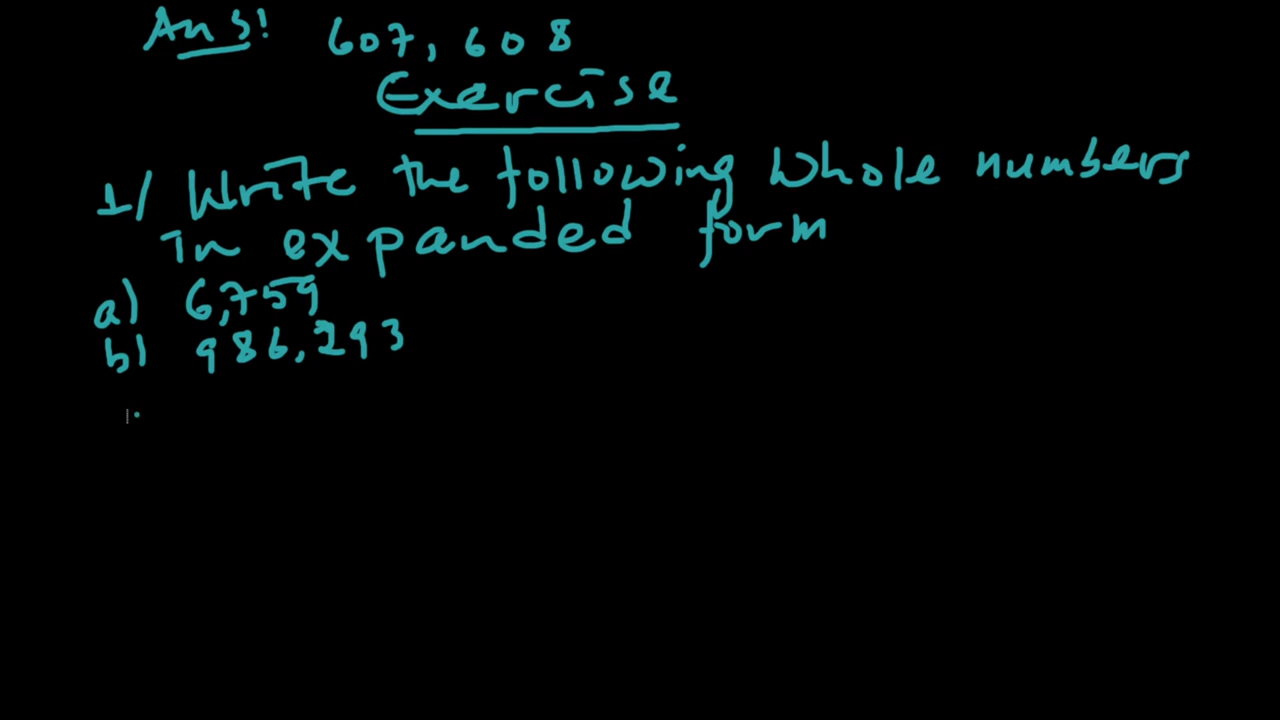 Ans! 607,608
Exercise
1/ Write the following whole numbers
in expanded form
a) 6,759
b) 986,293